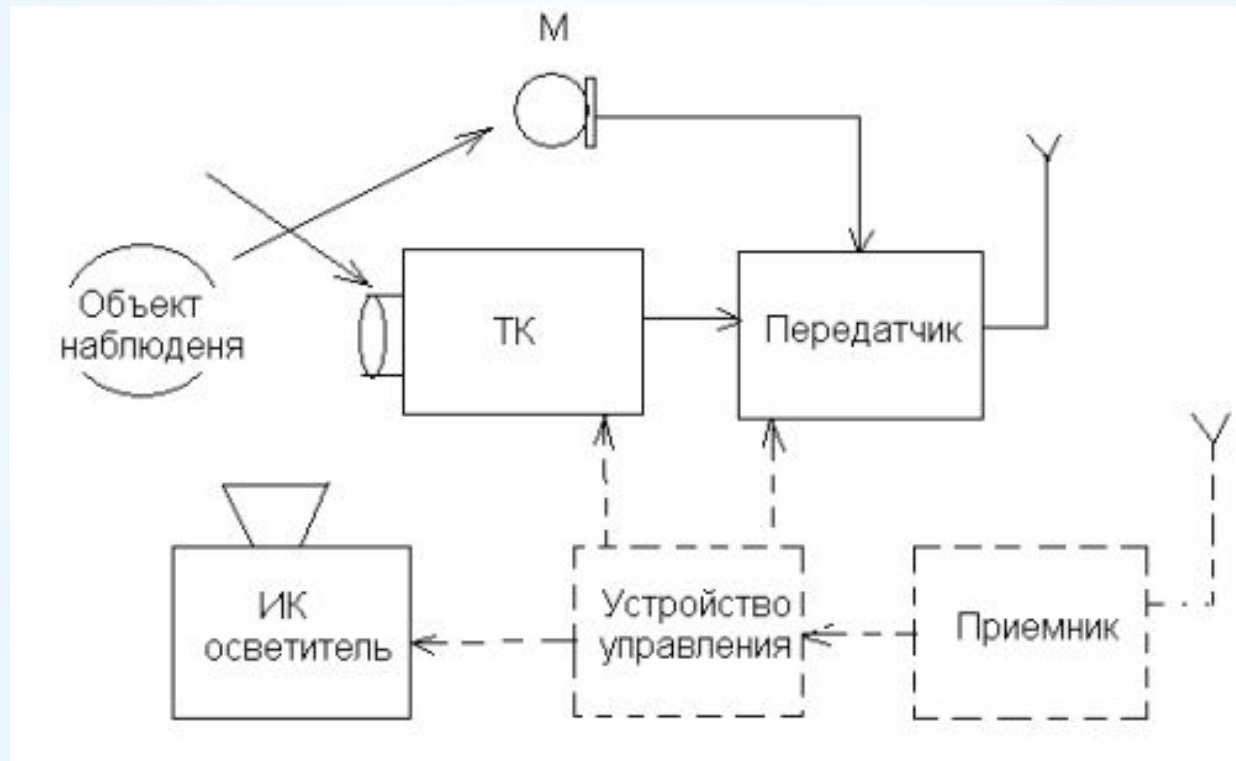 М
Объект
наблюденя
ТК
Передатчик
ИК
осветитель
Устройство
управления
Приемник